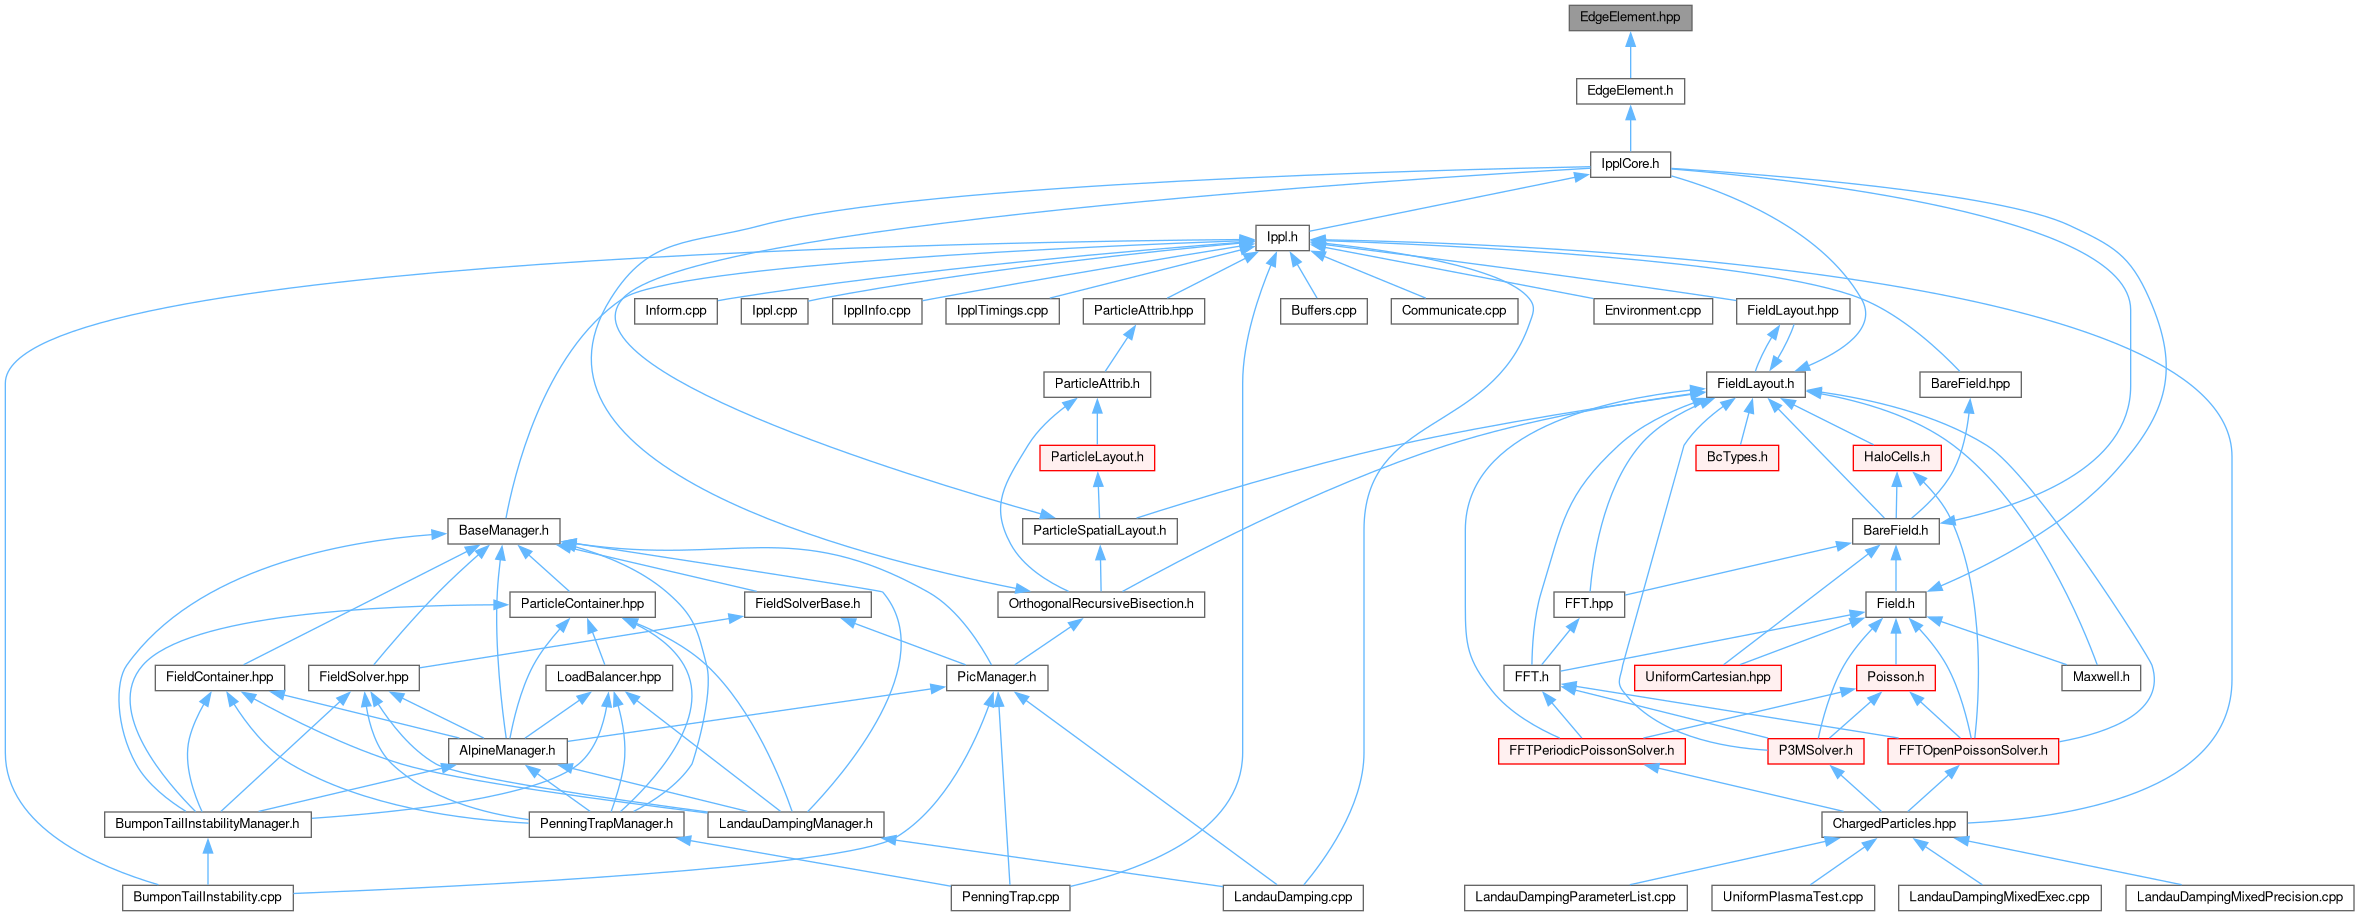 EdgeElement.hpp
EdgeElement.h
IpplCore.h
Ippl.h
Inform.cpp
Ippl.cpp
IpplInfo.cpp
IpplTimings.cpp
ParticleAttrib.hpp
Buffers.cpp
Communicate.cpp
Environment.cpp
FieldLayout.hpp
ParticleAttrib.h
FieldLayout.h
BareField.hpp
ParticleLayout.h
BcTypes.h
HaloCells.h
BaseManager.h
ParticleSpatialLayout.h
BareField.h
ParticleContainer.hpp
FieldSolverBase.h
OrthogonalRecursiveBisection.h
FFT.hpp
Field.h
FieldContainer.hpp
FieldSolver.hpp
LoadBalancer.hpp
PicManager.h
FFT.h
UniformCartesian.hpp
Poisson.h
Maxwell.h
AlpineManager.h
FFTPeriodicPoissonSolver.h
P3MSolver.h
FFTOpenPoissonSolver.h
BumponTailInstabilityManager.h
PenningTrapManager.h
LandauDampingManager.h
ChargedParticles.hpp
BumponTailInstability.cpp
PenningTrap.cpp
LandauDamping.cpp
LandauDampingParameterList.cpp
UniformPlasmaTest.cpp
LandauDampingMixedExec.cpp
LandauDampingMixedPrecision.cpp